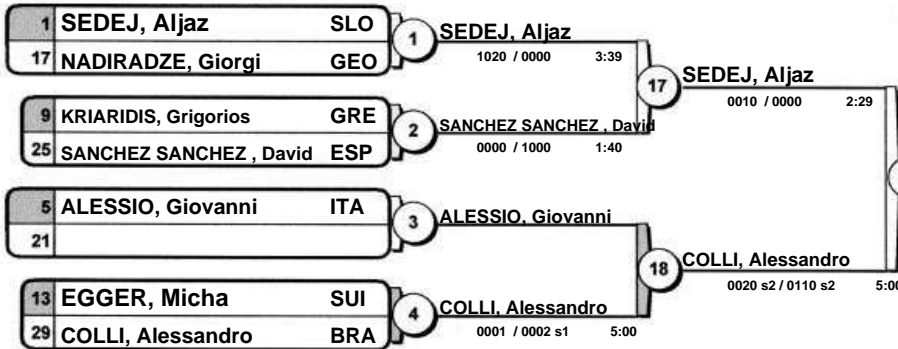 1 SEDEJ, Aljaz SLO
17 NADIRADZE, Giorgi GEO
1
SEDEJ, Aljaz
1020 / 0000 3:39
9 KRIARIDIS, Grigorios GRE
25 SANCHEZ SANCHEZ , David ESP
2
SANCHEZ SANCHEZ , David
0000 / 1000 1:40
17
SEDEJ, Aljaz
0010 / 0000 2:29
5 ALESSIO, Giovanni ITA
21
3
ALESSIO, Giovanni
13 EGGER, Micha SUI
29 COLLI, Alessandro BRA
4
COLLI, Alessandro
0001 / 0002 s1 5:00
18
COLLI, Alessandro
0020 s2 / 0110 s2 5:00